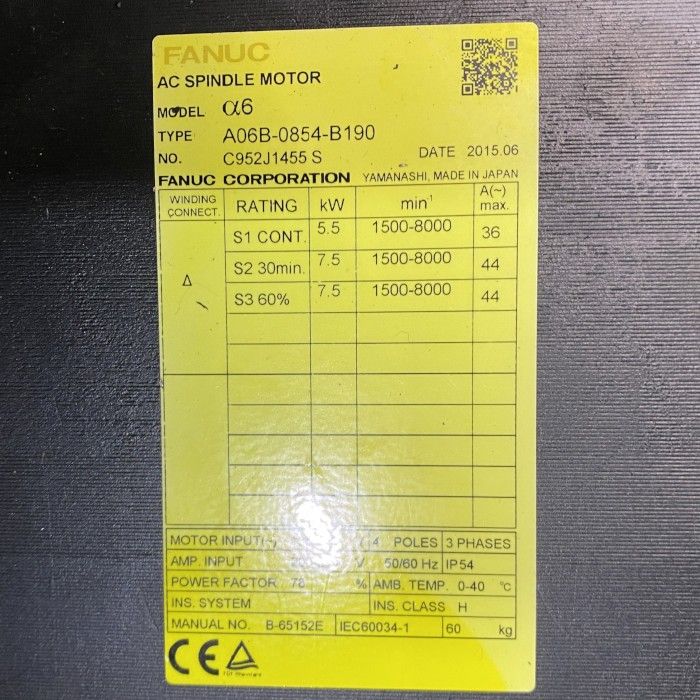 FANUC
AC SPINDLE MOTOR
MODEL α6
TYPE A06B-0854-B190
NO. C952J1455 S DATE 2015.06
FANUC CORPORATION YAMANASHI, MADE IN JAPAN
WINDING CONNECT. RATING kW min⁻¹ A(~) max.
Δ
S1 CONT. 5.5 1500-8000 36
S2 30min. 7.5 1500-8000 44
S3 60% 7.5 1500-8000 44
MOTOR INPUT(~) 4 POLES 3 PHASES
AMP. INPUT V 50/60 Hz IP54
POWER FACTOR 78 % AMB. TEMP. 0-40 °C
INS. SYSTEM INS. CLASS H
MANUAL NO. B-65152E IEC60034-1 60 kg
CE